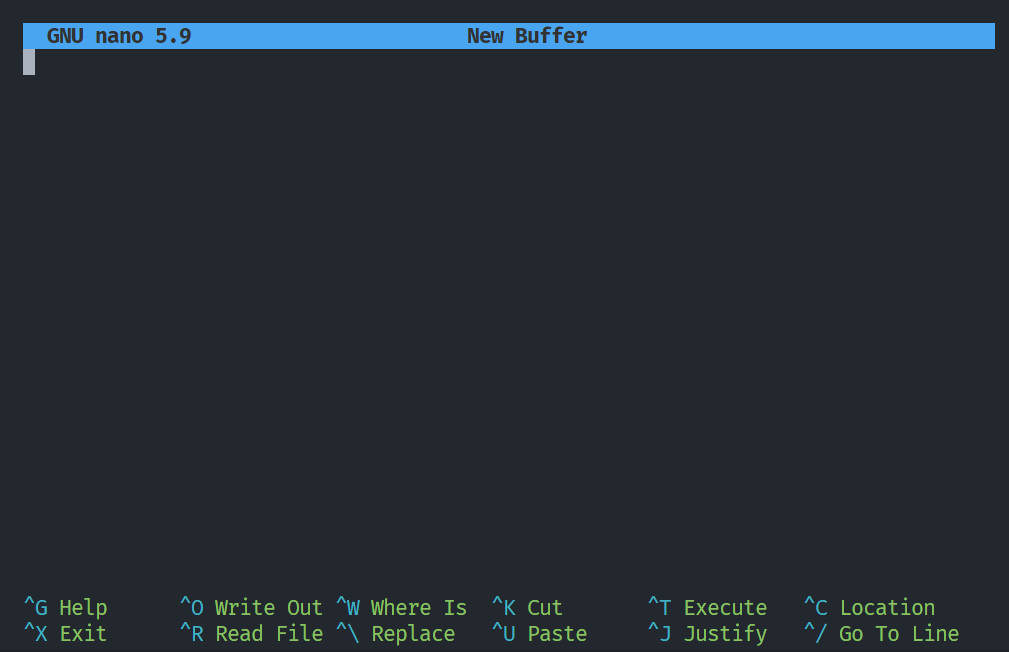 GNU nano 5.9 New Buffer
^G Help ^O Write Out ^W Where Is ^K Cut ^T Execute ^C Location
^X Exit ^R Read File ^\ Replace ^U Paste ^J Justify ^/ Go To Line